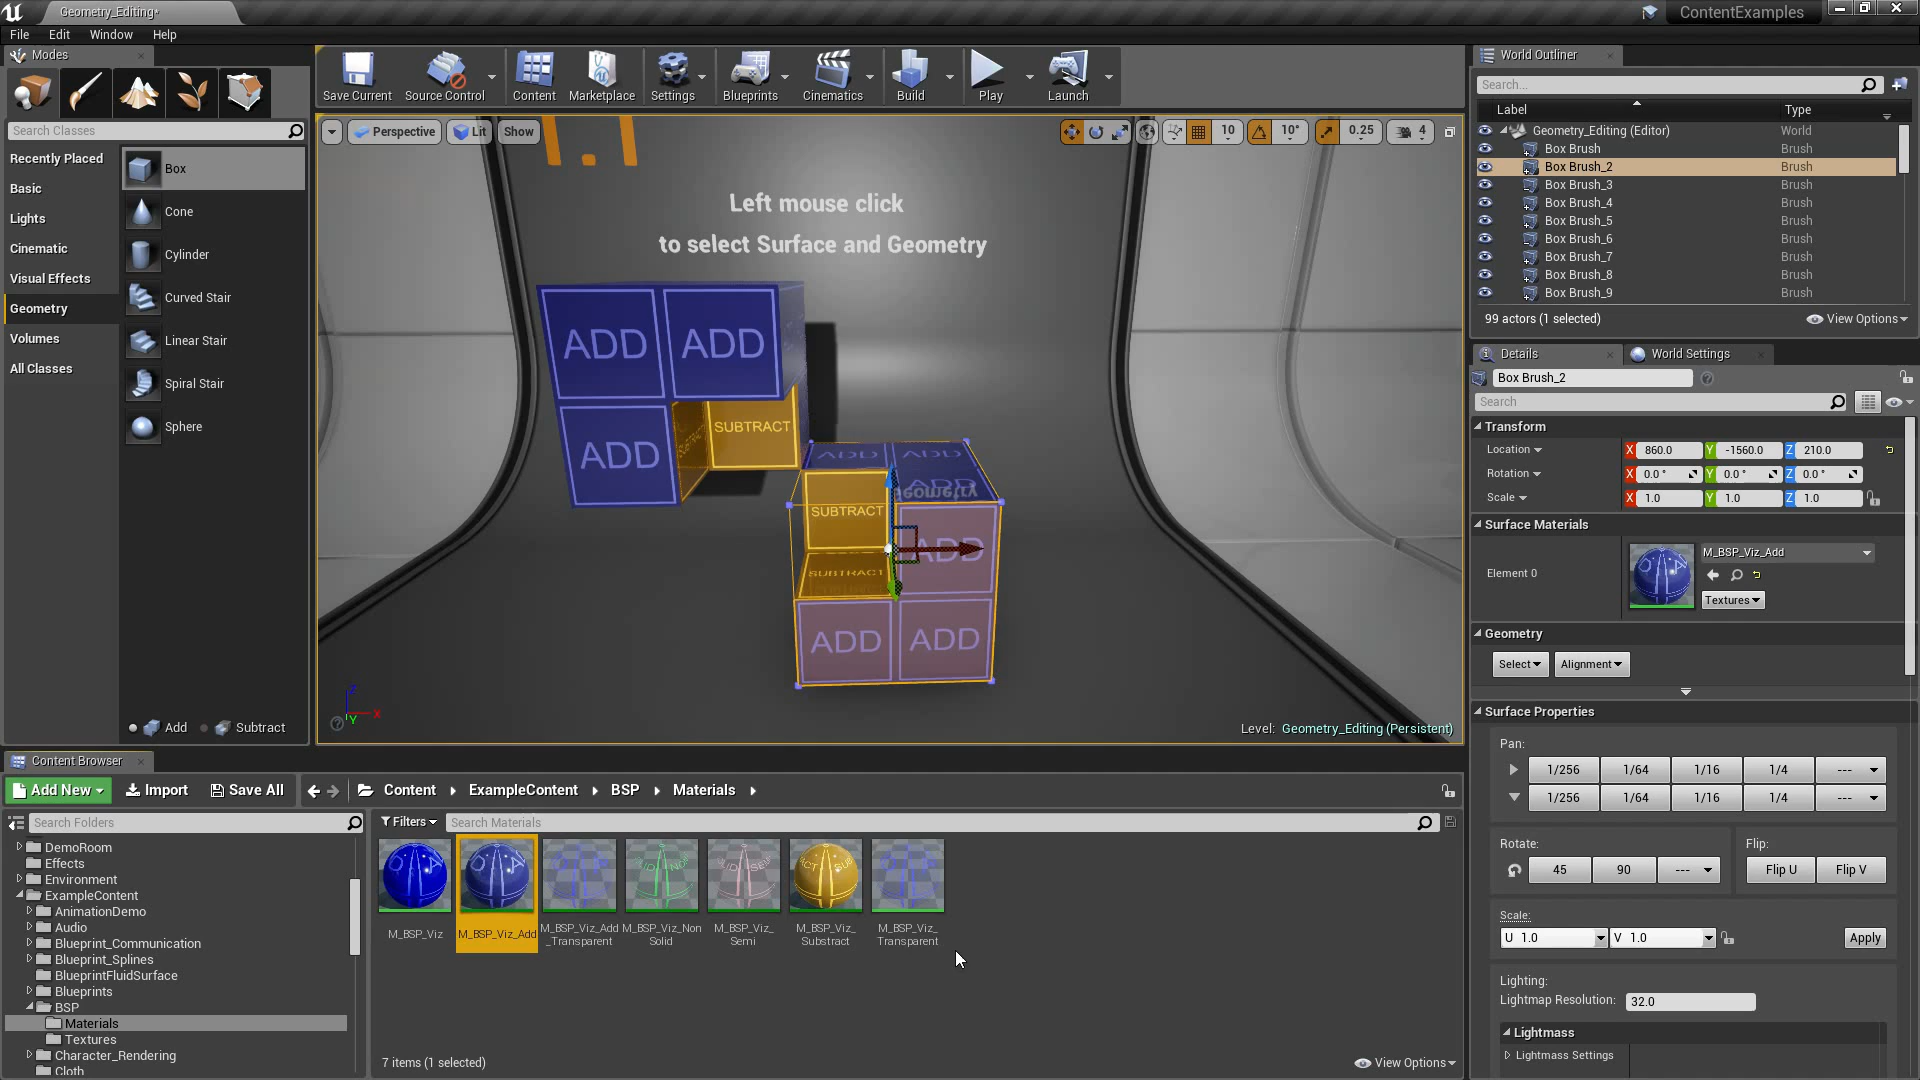 Geometry_Editing*
ContentExamples
File Edit Window Help
Modes
Search Classes
Recently Placed
Basic
Lights
Cinematic
Visual Effects
Geometry
Volumes
All Classes
Box
Cone
Cylinder
Curved Stair
Linear Stair
Spiral Stair
Sphere
Add Subtract
Save Current Source Control Content Marketplace Settings Blueprints Cinematics Build Play Launch
Perspective Lit Show
10 10° 0.25 4
Left mouse click
to select Surface and Geometry
ADD ADD
ADD SUBTRACT
ADD ADD
SUBTRACT ADD
SUBTRACT
ADD ADD
Z
X
Y
Level: Geometry_Editing (Persistent)
World Outliner
Search...
Label Type
Geometry_Editing (Editor) World
Box Brush Brush
Box Brush_2 Brush
Box Brush_3 Brush
Box Brush_4 Brush
Box Brush_5 Brush
Box Brush_6 Brush
Box Brush_7 Brush
Box Brush_8 Brush
Box Brush_9 Brush
99 actors (1 selected) View Options
Details World Settings
Box Brush_2
Search
Transform
Location X 860.0 Y -1560.0 Z 210.0
Rotation X 0.0 ° Y 0.0 ° Z 0.0 °
Scale X 1.0 Y 1.0 Z 1.0
Surface Materials
Element 0
M_BSP_Viz_Add
Textures
Geometry
Select Alignment
Surface Properties
Pan:
1/256 1/64 1/16 1/4 ---
1/256 1/64 1/16 1/4 ---
Rotate: Flip:
45 90 --- Flip U Flip V
Scale:
U 1.0 V 1.0 Apply
Lighting:
Lightmap Resolution: 32.0
Lightmass
Lightmass Settings
Content Browser
Add New Import Save All Content ExampleContent BSP Materials
Search Folders
DemoRoom
Effects
Environment
ExampleContent
AnimationDemo
Audio
Blueprint_Communication
Blueprint_Splines
BlueprintFluidSurface
Blueprints
BSP
Materials
Textures
Character_Rendering
Cloth
Filters Search Materials
M_BSP_Viz
M_BSP_Viz_Add
M_BSP_Viz_Add
_Transparent
M_BSP_Viz_Non
Solid
M_BSP_Viz_
Semi
M_BSP_Viz_
Substract
M_BSP_Viz_
Transparent
7 items (1 selected) View Options